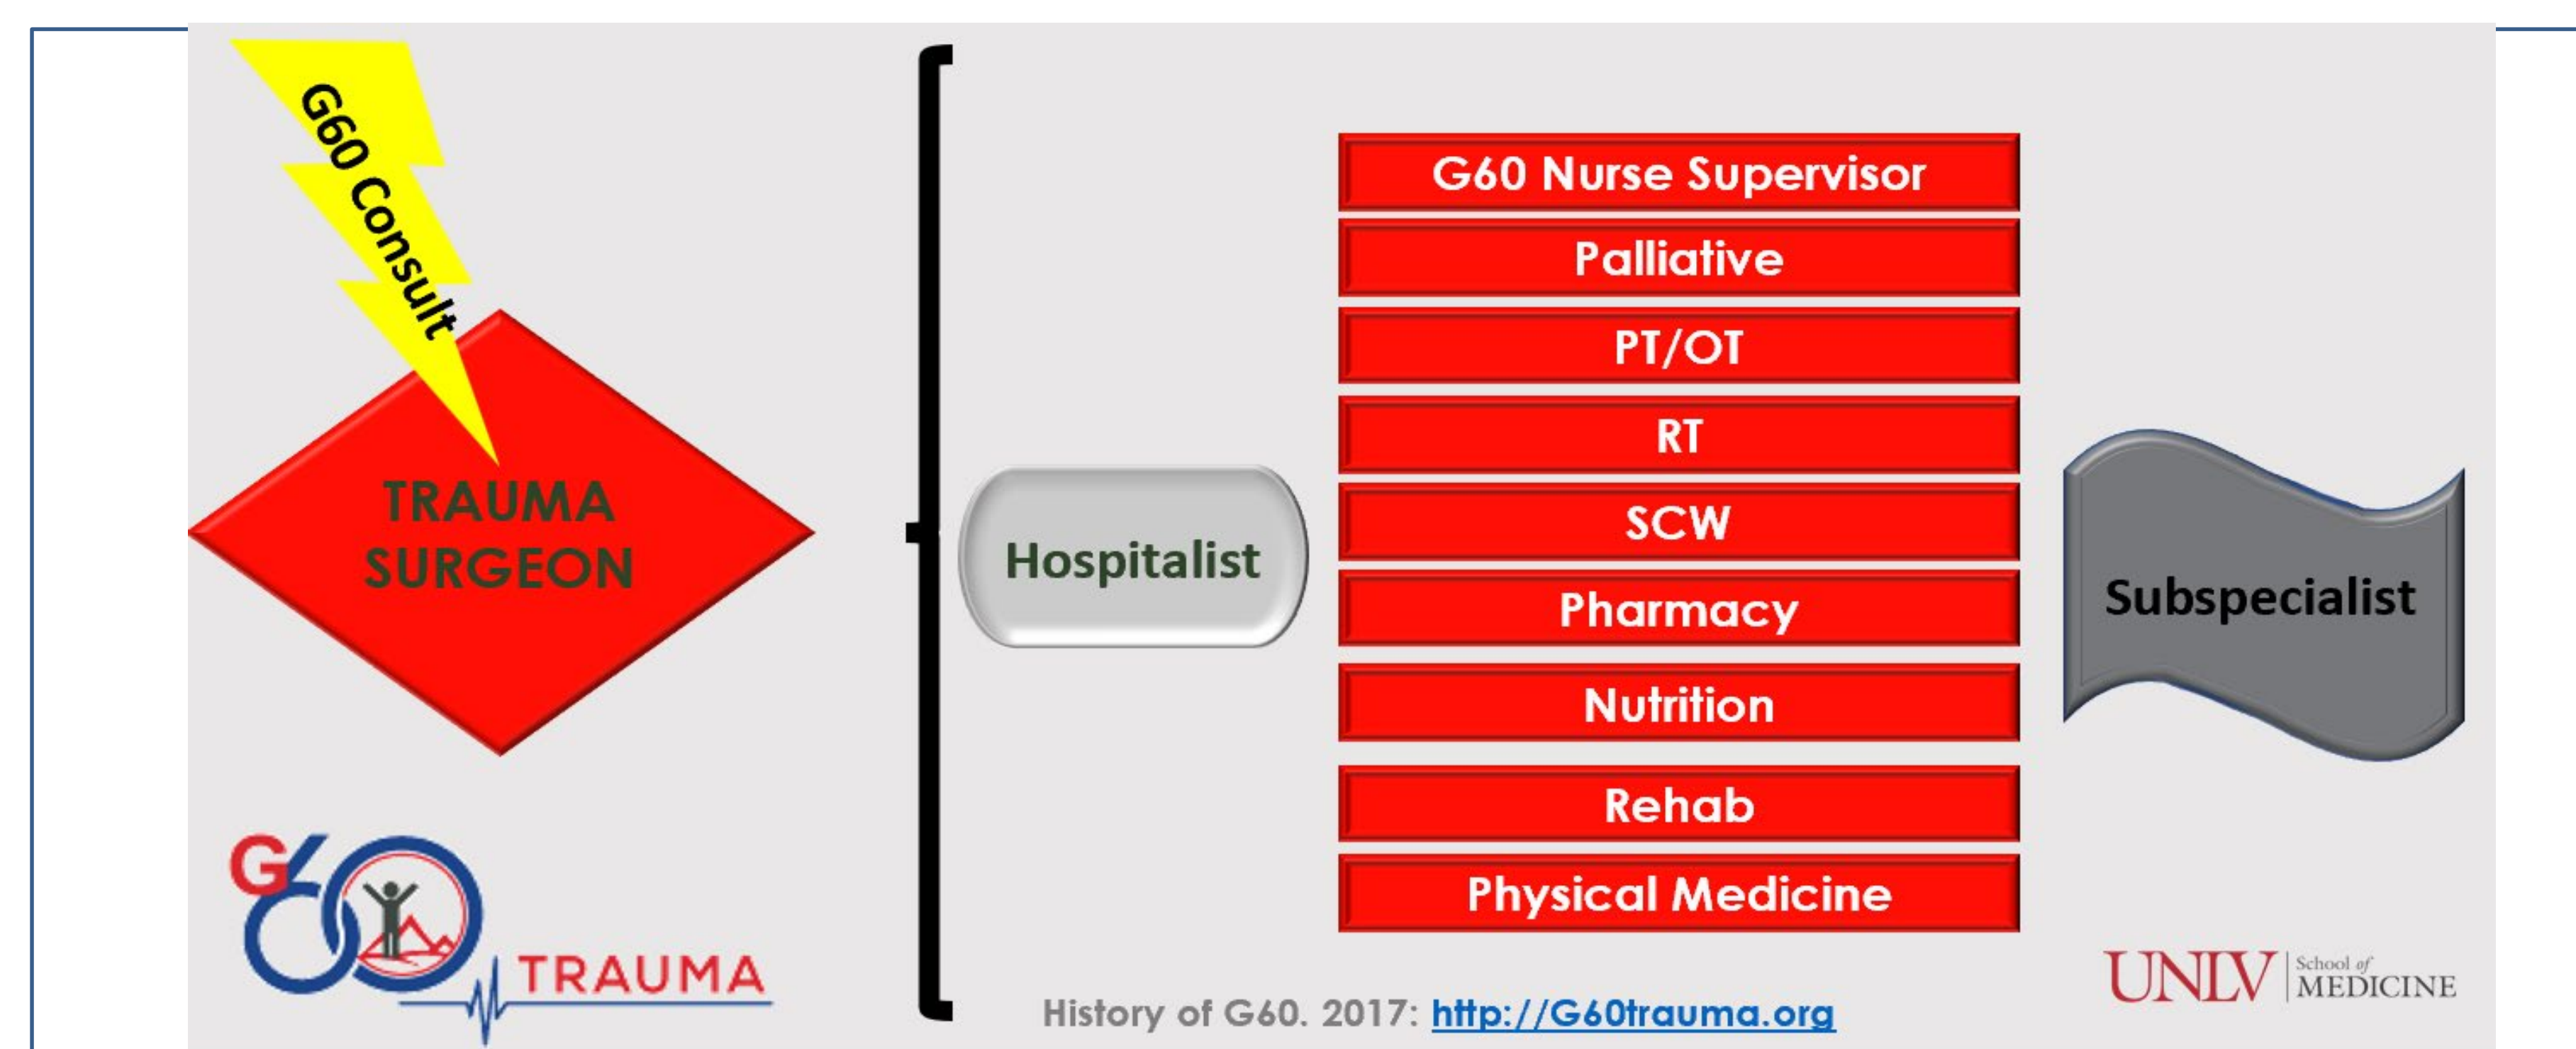 G60 Consult
TRAUMA
SURGEON
Hospitalist
G60 Nurse Supervisor
Palliative
PT/OT
RT
SCW
Pharmacy
Nutrition
Rehab
Physical Medicine
Subspecialist
G60
TRAUMA
History of G60. 2017: http://G60trauma.org
UNLV School of
MEDICINE